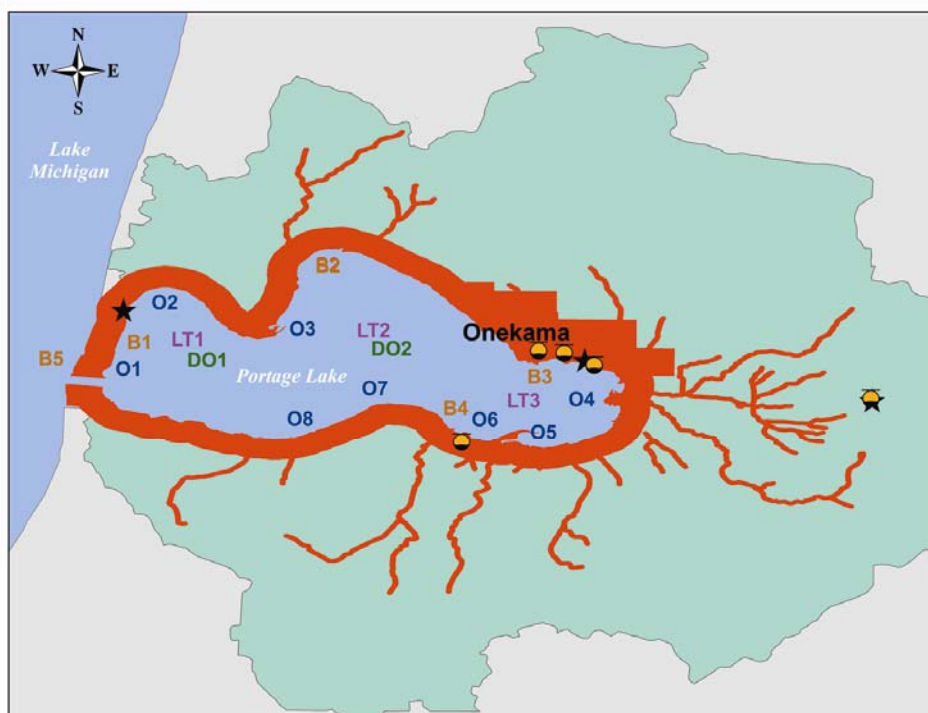 N
W E
S
Lake
Michigan
B2
O2
O3
LT2
Onekama
B1
LT1
DO2
B5
DO1
O1
Portage Lake
B3
O7
LT3
O4
B4
O8
O6
O5